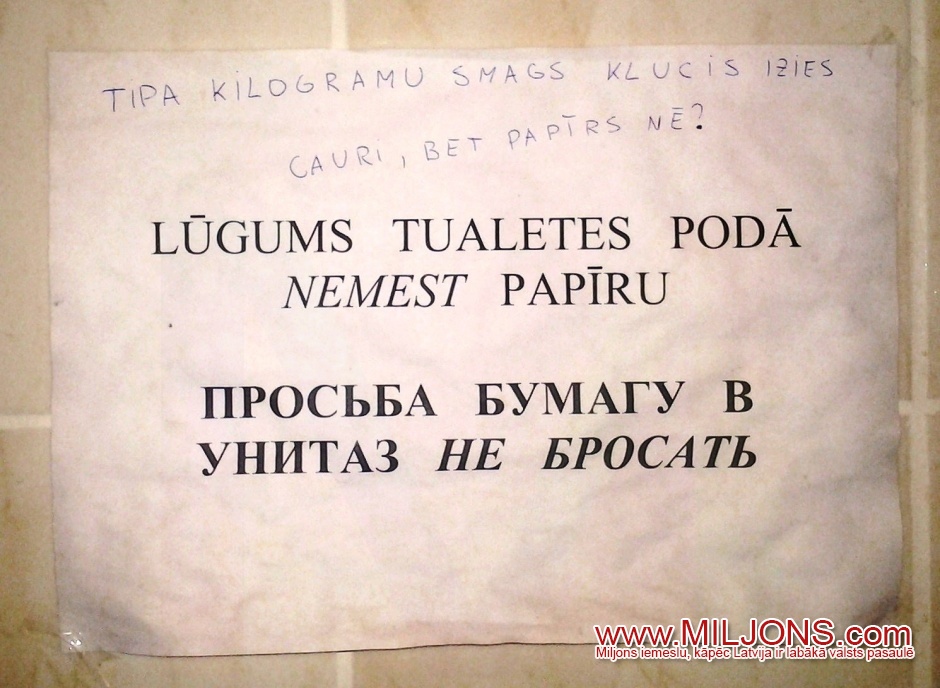 TIPA KILOGRAMU SMAGS KLUCIS IZIES
CAURI, BET PAPĪRS NĒ?
LŪGUMS TUALETES PODĀ
NEMEST PAPĪRU
ПРОСЬБА БУМАГУ В
УНИТАЗ НЕ БРОСАТЬ
www.MILJONS.com
Miljons iemeslu, kāpēc Latvija ir labākā valsts pasaulē